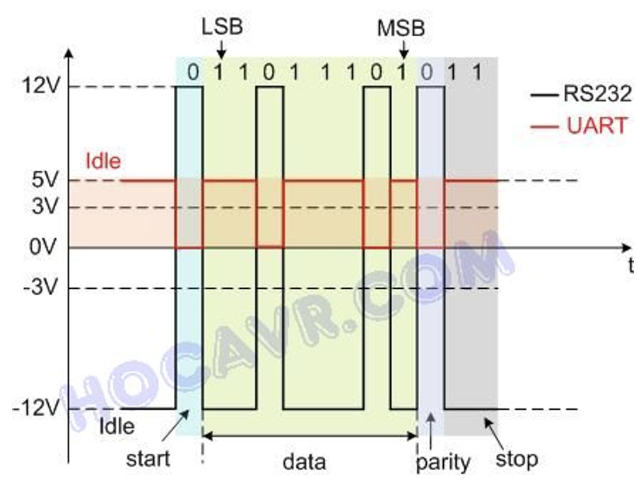 LSB
MSB
0 1 1 0 1 1 1 0 1 0 1 1
12V
RS232
UART
Idle
5V
3V
0V
t
-3V
HOCAVR.COM
-12V
Idle
start
data
parity
stop